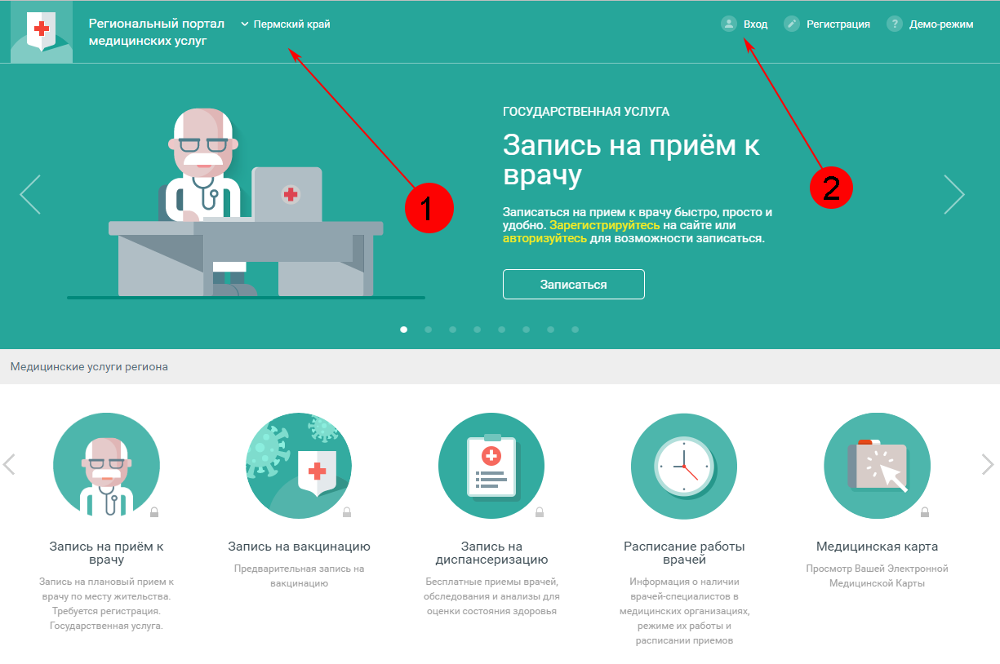 Региональный портал
медицинских услуг
Пермский край
Вход
Регистрация
? Демо-режим
1
2
ГОСУДАРСТВЕННАЯ УСЛУГА
Запись на приём к
врачу
Записаться на прием к врачу быстро, просто и
удобно. Зарегистрируйтесь на сайте или
авторизуйтесь для возможности записаться.
Записаться
Медицинские услуги региона
Запись на приём к
врачу
Запись на плановый прием к
врачу по месту жительства.
Требуется регистрация.
Государственная услуга.
Запись на вакцинацию
Предварительная запись на
вакцинацию
Запись на
диспансеризацию
Бесплатные приемы врачей,
обследования и анализы для
оценки состояния здоровья
Расписание работы
врачей
Информация о наличии
врачей-специалистов в
медицинских организациях,
режиме их работы и
расписании приемов
Медицинская карта
Просмотр Вашей Электронной
Медицинской Карты